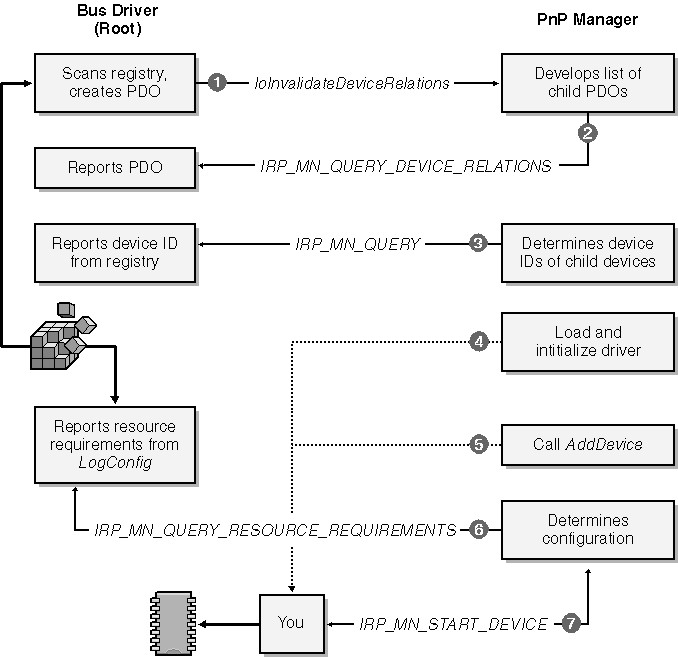 Bus Driver
(Root)
PnP Manager
Scans registry,
creates PDO
1
IoInvalidateDeviceRelations
Develops list of
child PDOs
2
Reports PDO
IRP_MN_QUERY_DEVICE_RELATIONS
Reports device ID
from registry
IRP_MN_QUERY
3
Determines device
IDs of child devices
4
Load and
intitialize driver
Reports resource
requirements from
LogConfig
5
Call AddDevice
IRP_MN_QUERY_RESOURCE_REQUIREMENTS
6
Determines
configuration
You
IRP_MN_START_DEVICE
7